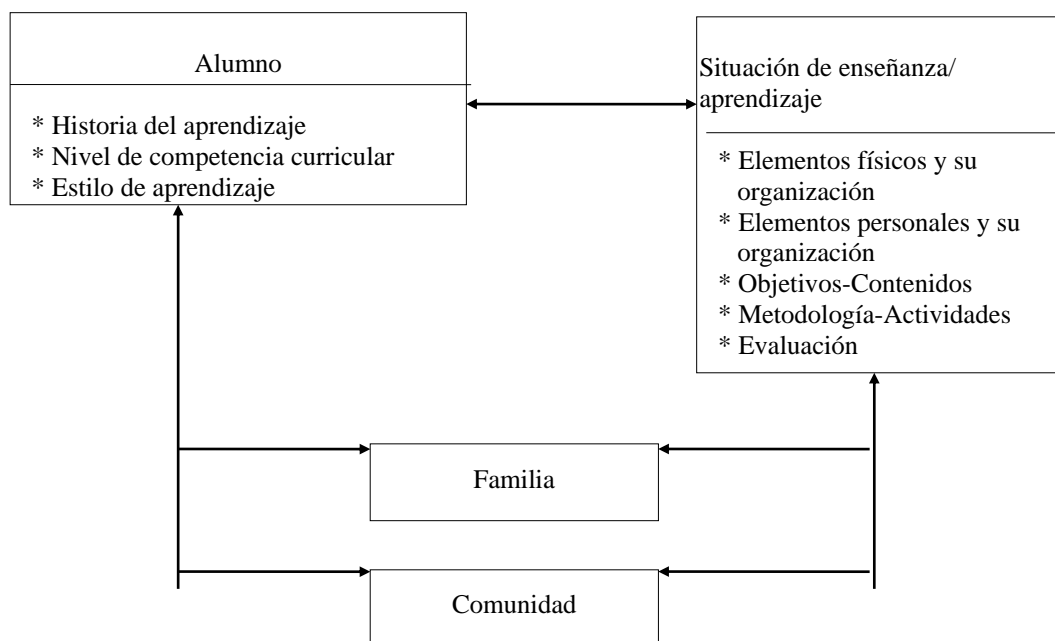 Alumno
* Historia del aprendizaje
* Nivel de competencia curricular
* Estilo de aprendizaje
Situación de enseñanza/
aprendizaje
* Elementos físicos y su
organización
* Elementos personales y su
organización
* Objetivos-Contenidos
* Metodología-Actividades
* Evaluación
Familia
Comunidad